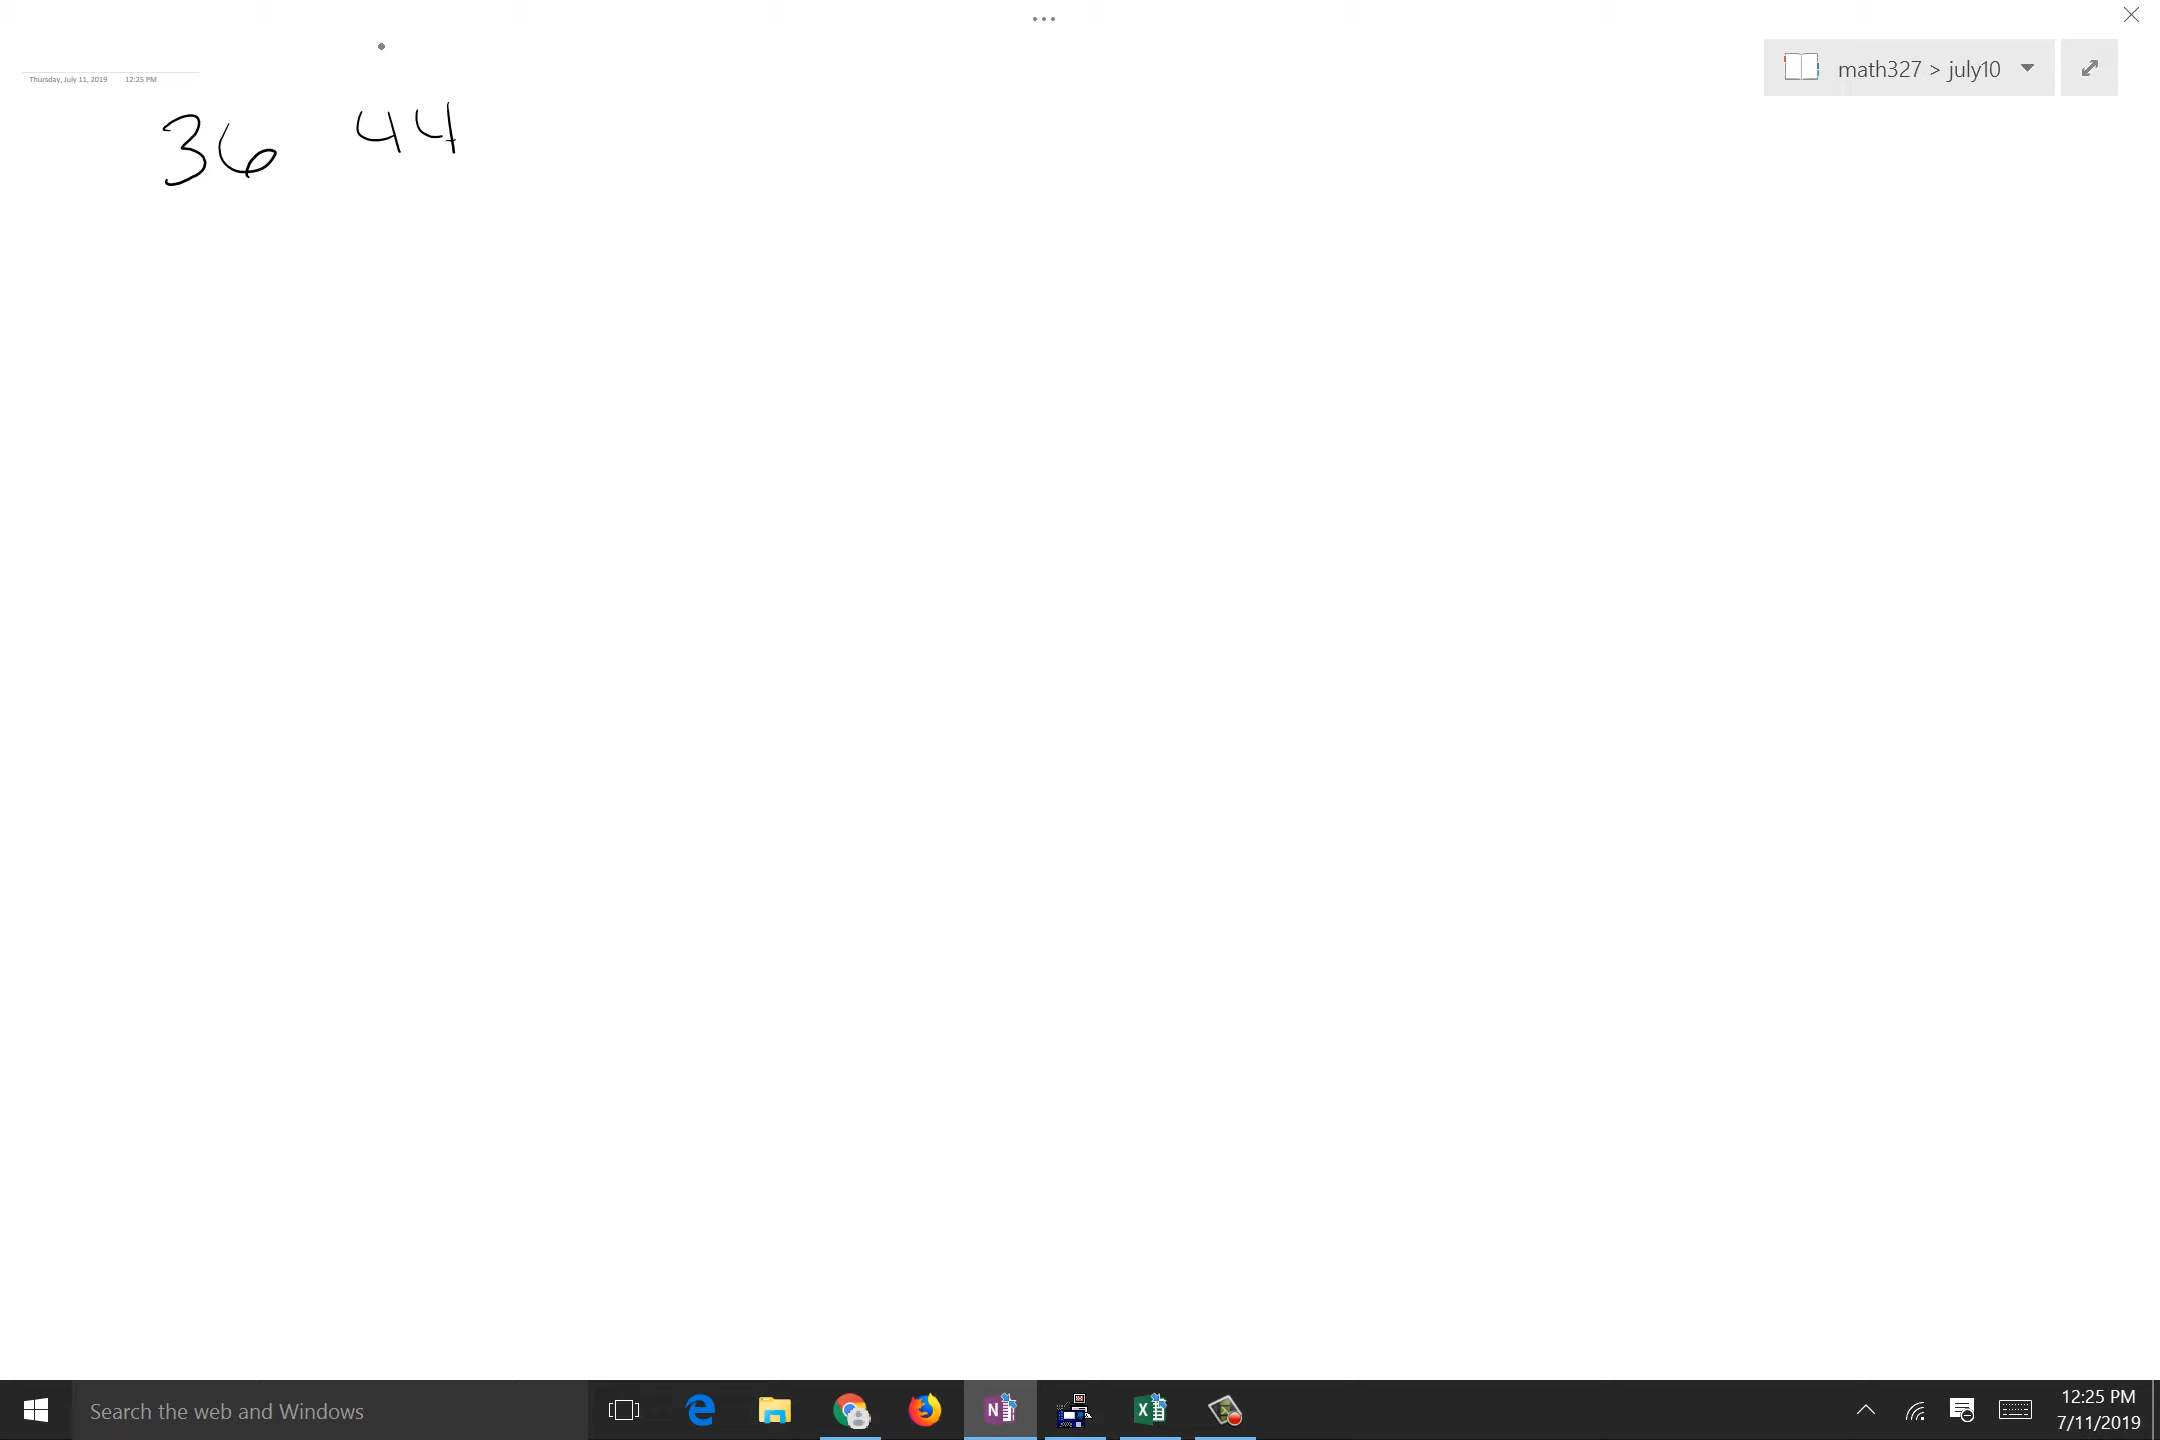 math327 > july10
Thursday, July 11, 2019 12:25 PM
36 44
Search the web and Windows
12:25 PM
7/11/2019